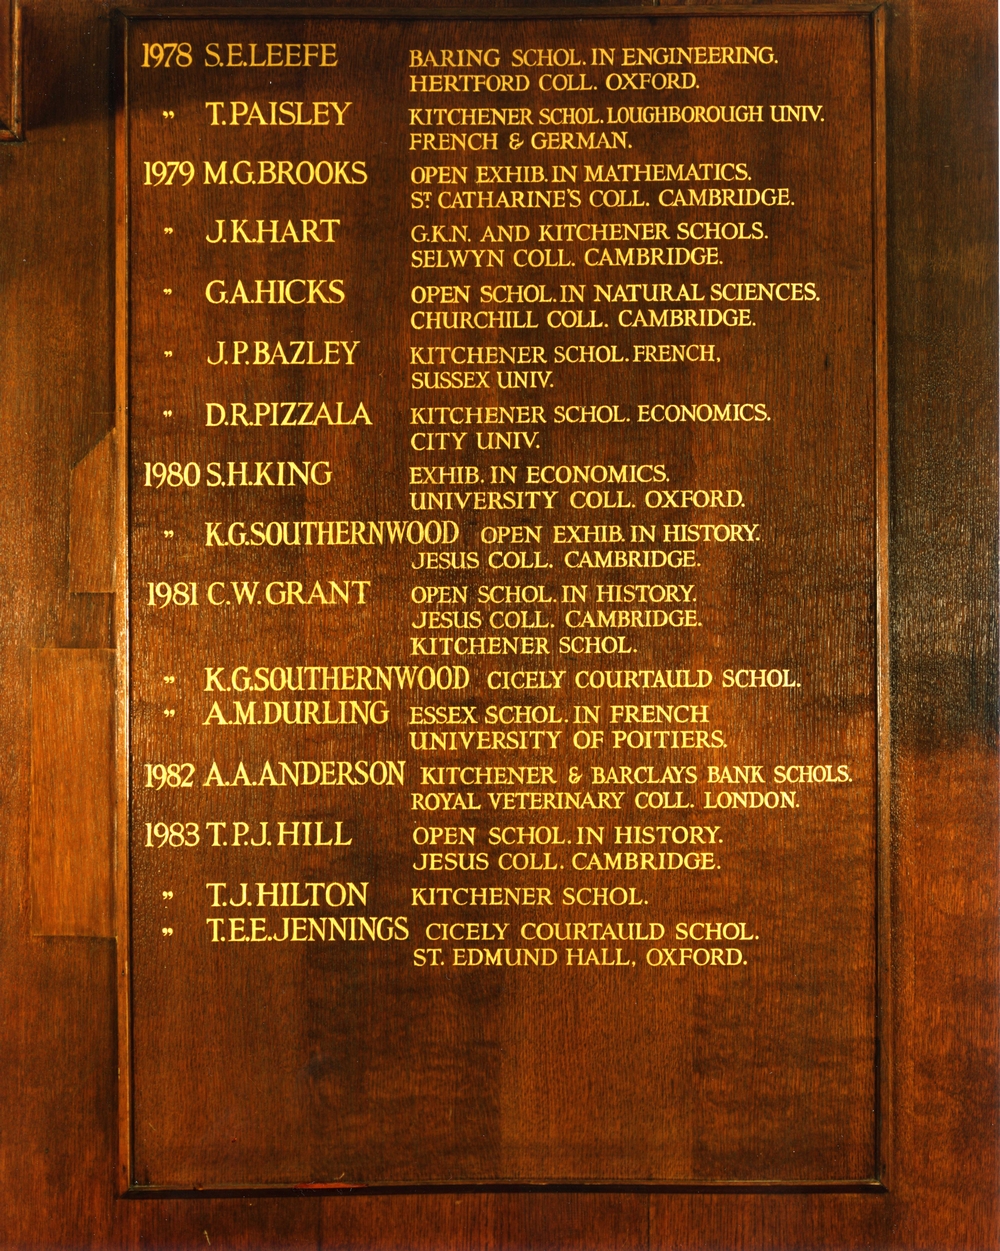 1978 S.E.LEEFE BARING SCHOL. IN ENGINEERING.
HERTFORD COLL. OXFORD.
" T.PAISLEY KITCHENER SCHOL. LOUGHBOROUGH UNIV.
FRENCH & GERMAN.
1979 M.G.BROOKS OPEN EXHIB. IN MATHEMATICS.
ST CATHARINE'S COLL. CAMBRIDGE.
" J.K.HART G.K.N. AND KITCHENER SCHOLS.
SELWYN COLL. CAMBRIDGE.
" G.A.HICKS OPEN SCHOL. IN NATURAL SCIENCES.
CHURCHILL COLL. CAMBRIDGE.
" J.P.BAZLEY KITCHENER SCHOL. FRENCH,
SUSSEX UNIV.
" D.R.PIZZALA KITCHENER SCHOL. ECONOMICS.
CITY UNIV.
1980 S.H.KING EXHIB. IN ECONOMICS.
UNIVERSITY COLL. OXFORD.
" K.G.SOUTHERNWOOD OPEN EXHIB. IN HISTORY.
JESUS COLL. CAMBRIDGE.
1981 C.W.GRANT OPEN SCHOL. IN HISTORY.
JESUS COLL. CAMBRIDGE.
KITCHENER SCHOL.
" K.G.SOUTHERNWOOD CICELY COURTAULD SCHOL.
" A.M.DURLING ESSEX SCHOL. IN FRENCH
UNIVERSITY OF POITIERS.
1982 A.A.ANDERSON KITCHENER & BARCLAYS BANK SCHOLS.
ROYAL VETERINARY COLL. LONDON.
1983 T.P.J.HILL OPEN SCHOL. IN HISTORY.
JESUS COLL. CAMBRIDGE.
" T.J.HILTON KITCHENER SCHOL.
" T.E.E.JENNINGS CICELY COURTAULD SCHOL.
ST. EDMUND HALL, OXFORD.